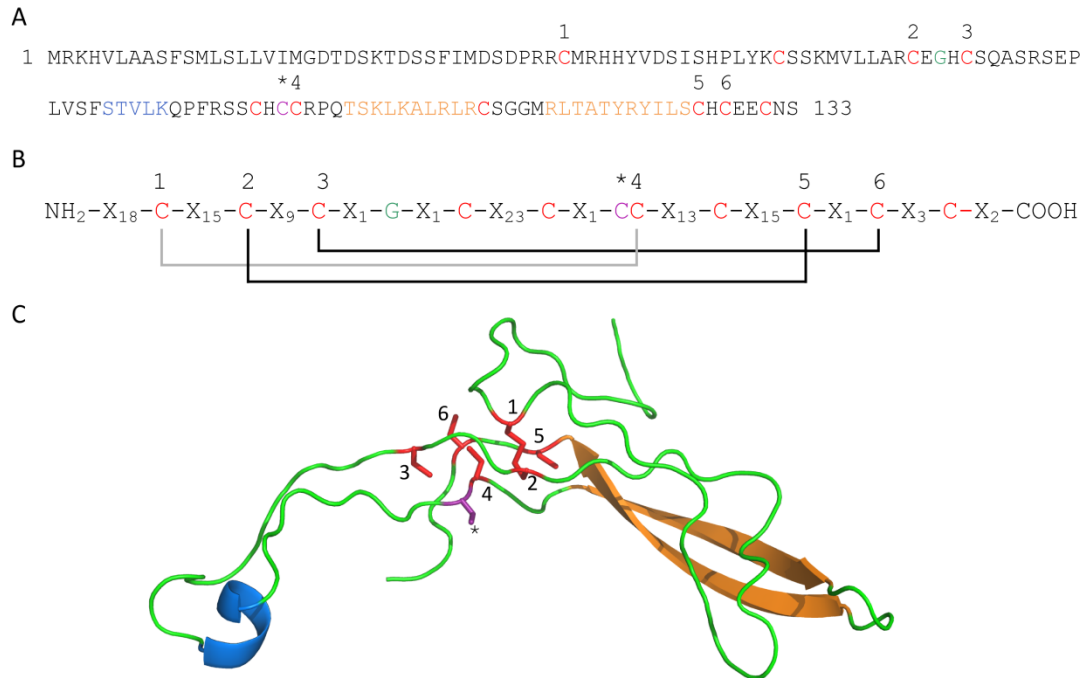 A
1 2 3
1 MRKHVLAASFSMLSLLVIMGDTDSKTDSSFIMDSDPRRCMRHHYVDSISHPLYKCSSKMVLLARCEGHCSQASRSEP
*4 5 6
LVSFSTVLKQPFRSSCHCCRPQTSKLKALRLRCSGGMRLTATYRYILSCHCEECNS 133
B
1 2 3 *4 5 6
NH₂–X₁₈–C–X₁₅–C–X₉–C–X₁–G–X₁–C–X₂₃–C–X₁–CC–X₁₃–C–X₁₅–C–X₁–C–X₃–C–X₂–COOH
C
1
6
5
3
2
4
*